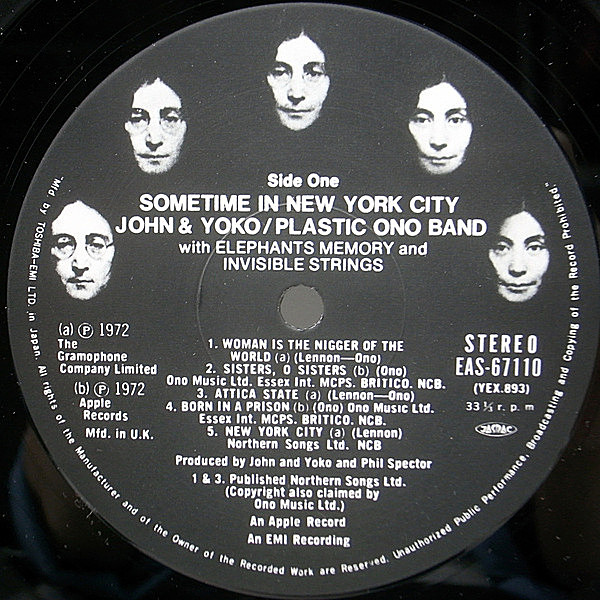 Side One
SOMETIME IN NEW YORK CITY
JOHN & YOKO/PLASTIC ONO BAND
with ELEPHANTS MEMORY and
INVISIBLE STRINGS
(a) Ⓟ 1972
The
Gramophone
Company Limited
(b) Ⓟ 1972
Apple
Records
Mfd. in U.K.
STEREO
EAS-67110
(YEX.893)
33 ⅓ r. p. m
JASRAC
1. WOMAN IS THE NIGGER OF THE
WORLD (a) (Lennon—Ono)
2. SISTERS, O SISTERS (b) (Ono)
Ono Music Ltd. Essex Int. MCPS. BRITICO. NCB.
3. ATTICA STATE (a) (Lennon—Ono)
4. BORN IN A PRISON (b) (Ono) Ono Music Ltd.
Essex Int. MCPS. BRITICO. NCB.
5. NEW YORK CITY (a) (Lennon)
Northern Songs Ltd. NCB
Produced by John and Yoko and Phil Spector
1 & 3. Published Northern Songs Ltd.
(Copyright also claimed by
Ono Music Ltd.)
An Apple Record
An EMI Recording
"Mfd by TOSHIBA-EMI LTD. in Japan. All rights of the Manufacturer and of the Owner of the Recorded Work are Reserved. Unauthorized Public Performance, Broadcasting and Copying of the Record Prohibited."